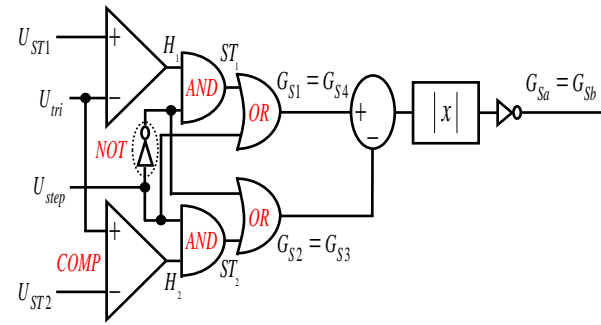 U_ST1
+
H_1
ST_1
U_tri
−
AND
OR
G_S1 = G_S4
+
−
|x|
G_Sa = G_Sb
NOT
U_step
+
COMP
AND
OR
G_S2 = G_S3
U_ST2
−
H_2
ST_2